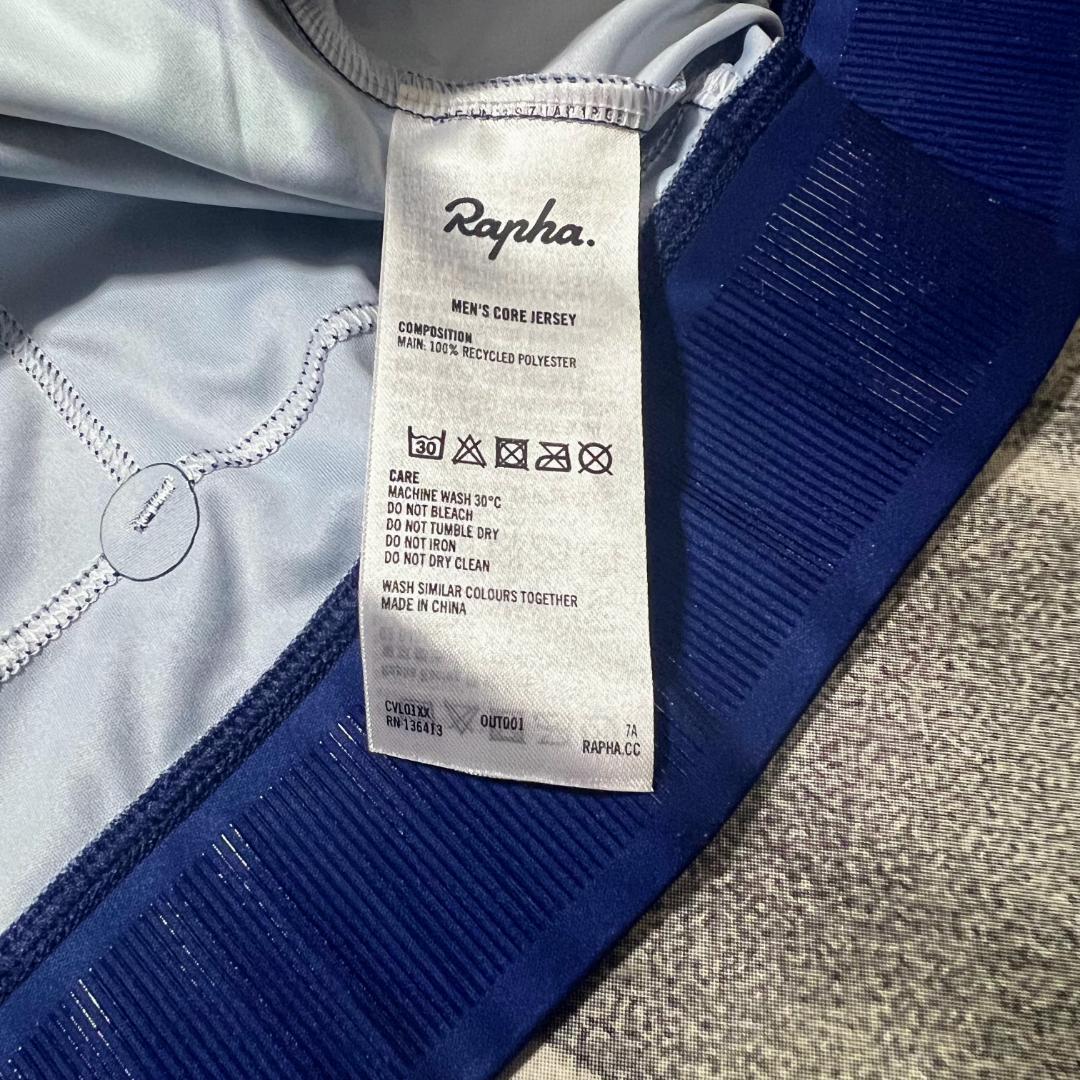 Rapha.
MEN'S CORE JERSEY
COMPOSITION
MAIN: 100% RECYCLED POLYESTER
30
CARE
MACHINE WASH 30°C
DO NOT BLEACH
DO NOT TUMBLE DRY
DO NOT IRON
DO NOT DRY CLEAN
WASH SIMILAR COLOURS TOGETHER
MADE IN CHINA
CVL01XX OUT001 7A
RN 136413 RAPHA.CC